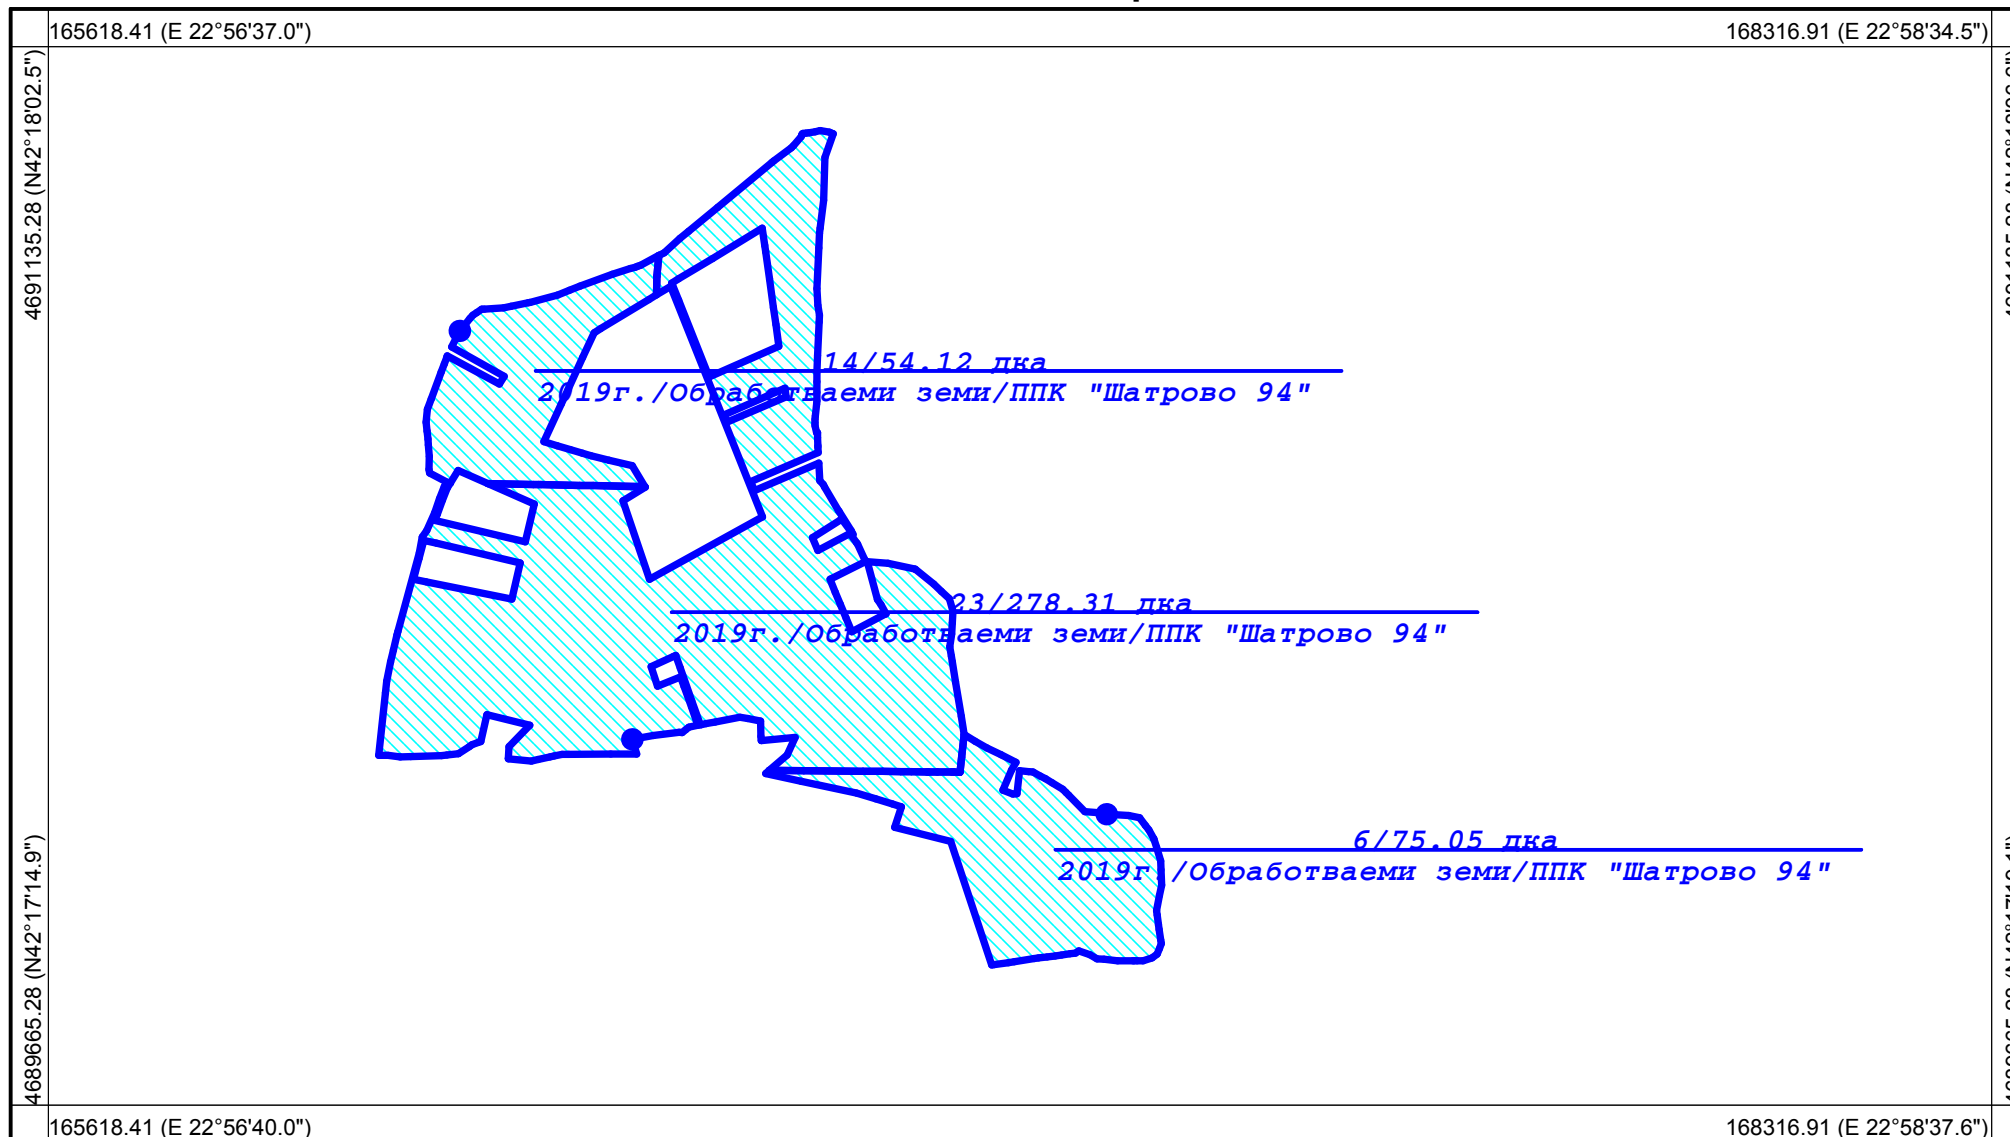 165618.41 (E 22°56'37.0")
168316.91 (E 22°58'34.5")
4691135.28 (N42°18'02.5")
14/54.12 дка
2019г./Обработваеми земи/ППК "Шатрово 94"
23/278.31 дка
2019г./Обработваеми земи/ППК "Шатрово 94"
6/75.05 дка
2019г./Обработваеми земи/ППК "Шатрово 94"
4689665.28 (N42°17'14.9")
165618.41 (E 22°56'40.0")
168316.91 (E 22°58'37.6")